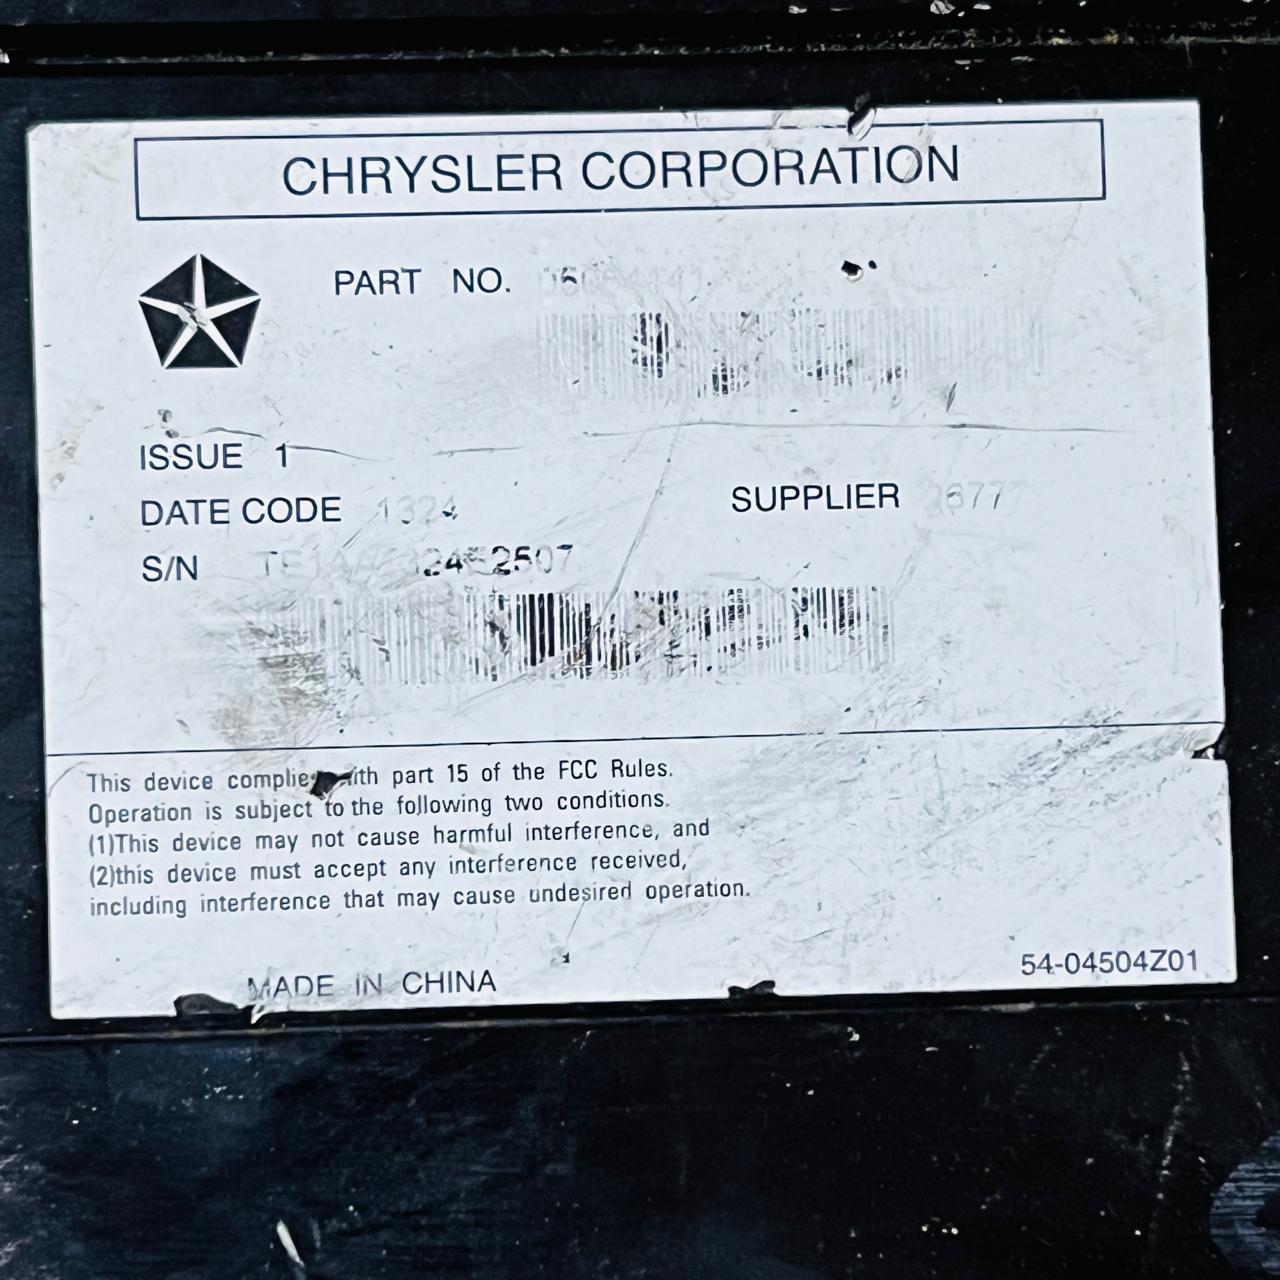 CHRYSLER CORPORATION
PART NO.
ISSUE 1
DATE CODE 1324
SUPPLIER
S/N
This device complies with part 15 of the FCC Rules.
Operation is subject to the following two conditions.
(1)This device may not cause harmful interference, and
(2)this device must accept any interference received,
including interference that may cause undesired operation.
MADE IN CHINA
54-04504Z01